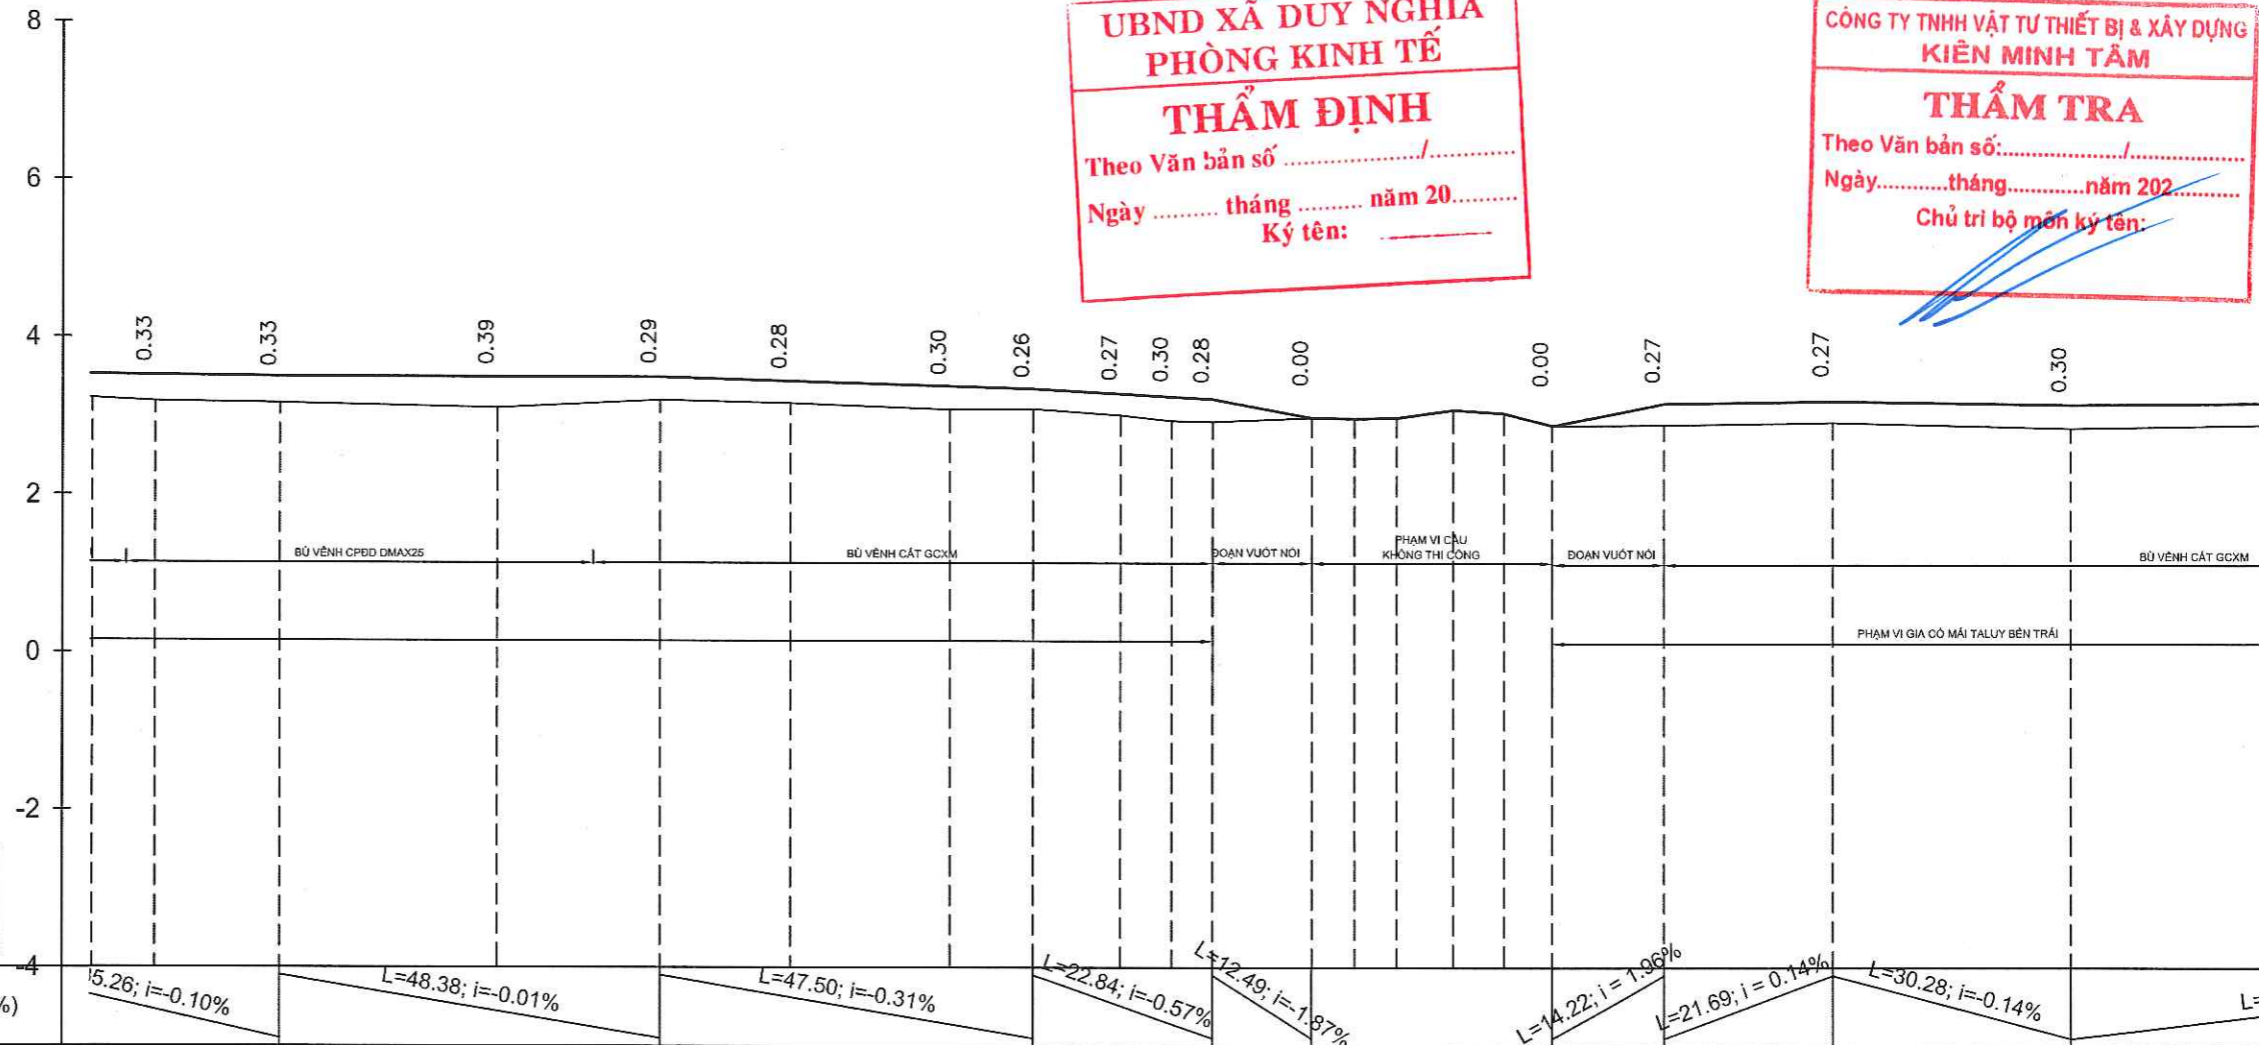 8
6
4
2
0
-2
-4
UBND XÃ DUY NGHĨA
PHÒNG KINH TẾ
THẨM ĐỊNH
Theo Văn bản số ..................../............
Ngày .......... tháng .......... năm 20..........
Ký tên:
CÔNG TY TNHH VẬT TƯ THIẾT BỊ & XÂY DỰNG
KIÊN MINH TÂM
THẨM TRA
Theo Văn bản số:..................../..................
Ngày............tháng.............năm 202...........
Chủ trì bộ môn ký tên:
0.33
0.33
0.39
0.29
0.28
0.30
0.26
0.27
0.30
0.28
0.00
0.00
0.27
0.27
0.30
BÙ VÊNH CPĐD DMAX25
BÙ VÊNH CÁT GCXM
ĐOẠN VUỐT NỐI
PHẠM VI CẦU
KHÔNG THI CÔNG
ĐOẠN VUỐT NỐI
BÙ VÊNH CÁT GCXM
PHẠM VI GIA CỐ MÁI TALUY BÊN TRÁI
%)
5.26; i=-0.10%
L=48.38; i=-0.01%
L=47.50; i=-0.31%
L=22.84; i=-0.57%
L=12.49; i=-1.87%
L=14.22; i = 1.96%
L=21.69; i = 0.14%
L=30.28; i=-0.14%
L=